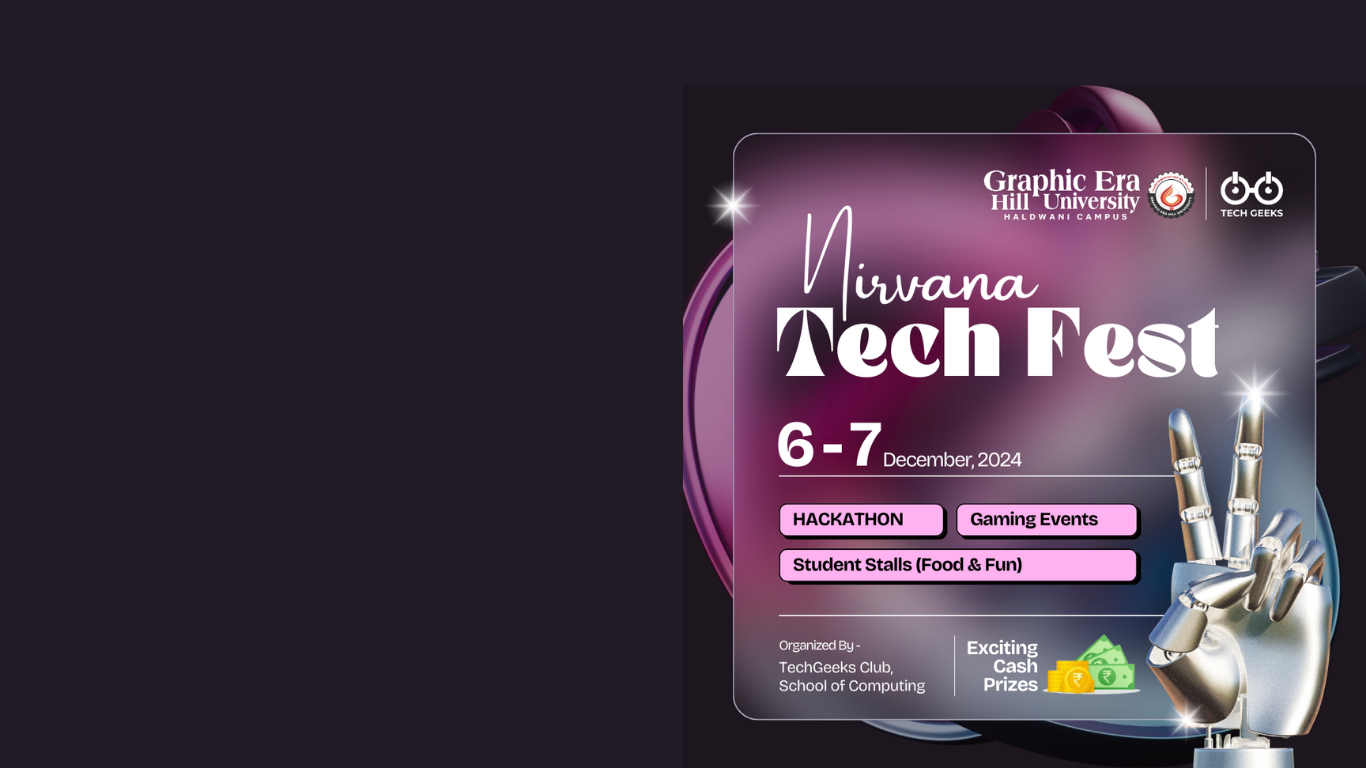 Graphic Era
Hill University
HALDWANI CAMPUS
TECH GEEKS
Nirvana
Tech Fest
6 - 7 December, 2024
HACKATHON
Gaming Events
Student Stalls (Food & Fun)
Organized By -
TechGeeks Club,
School of Computing
Exciting
Cash
Prizes